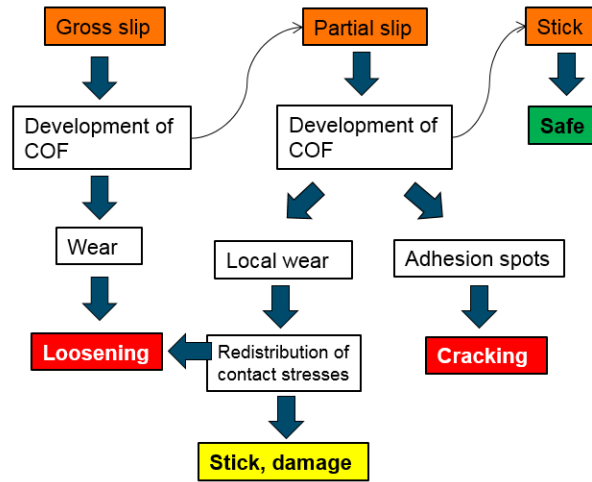 Gross slip
Partial slip
Stick
Development of
COF
Development of
COF
Safe
Wear
Local wear
Adhesion spots
Loosening
Redistribution of
contact stresses
Cracking
Stick, damage